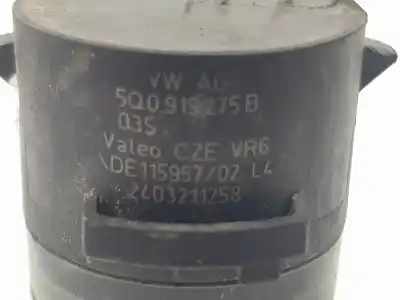 VW AG
5Q0 919 275 B
03S
Valeo CZE VR6
\DE115957/02 L4
2403211258